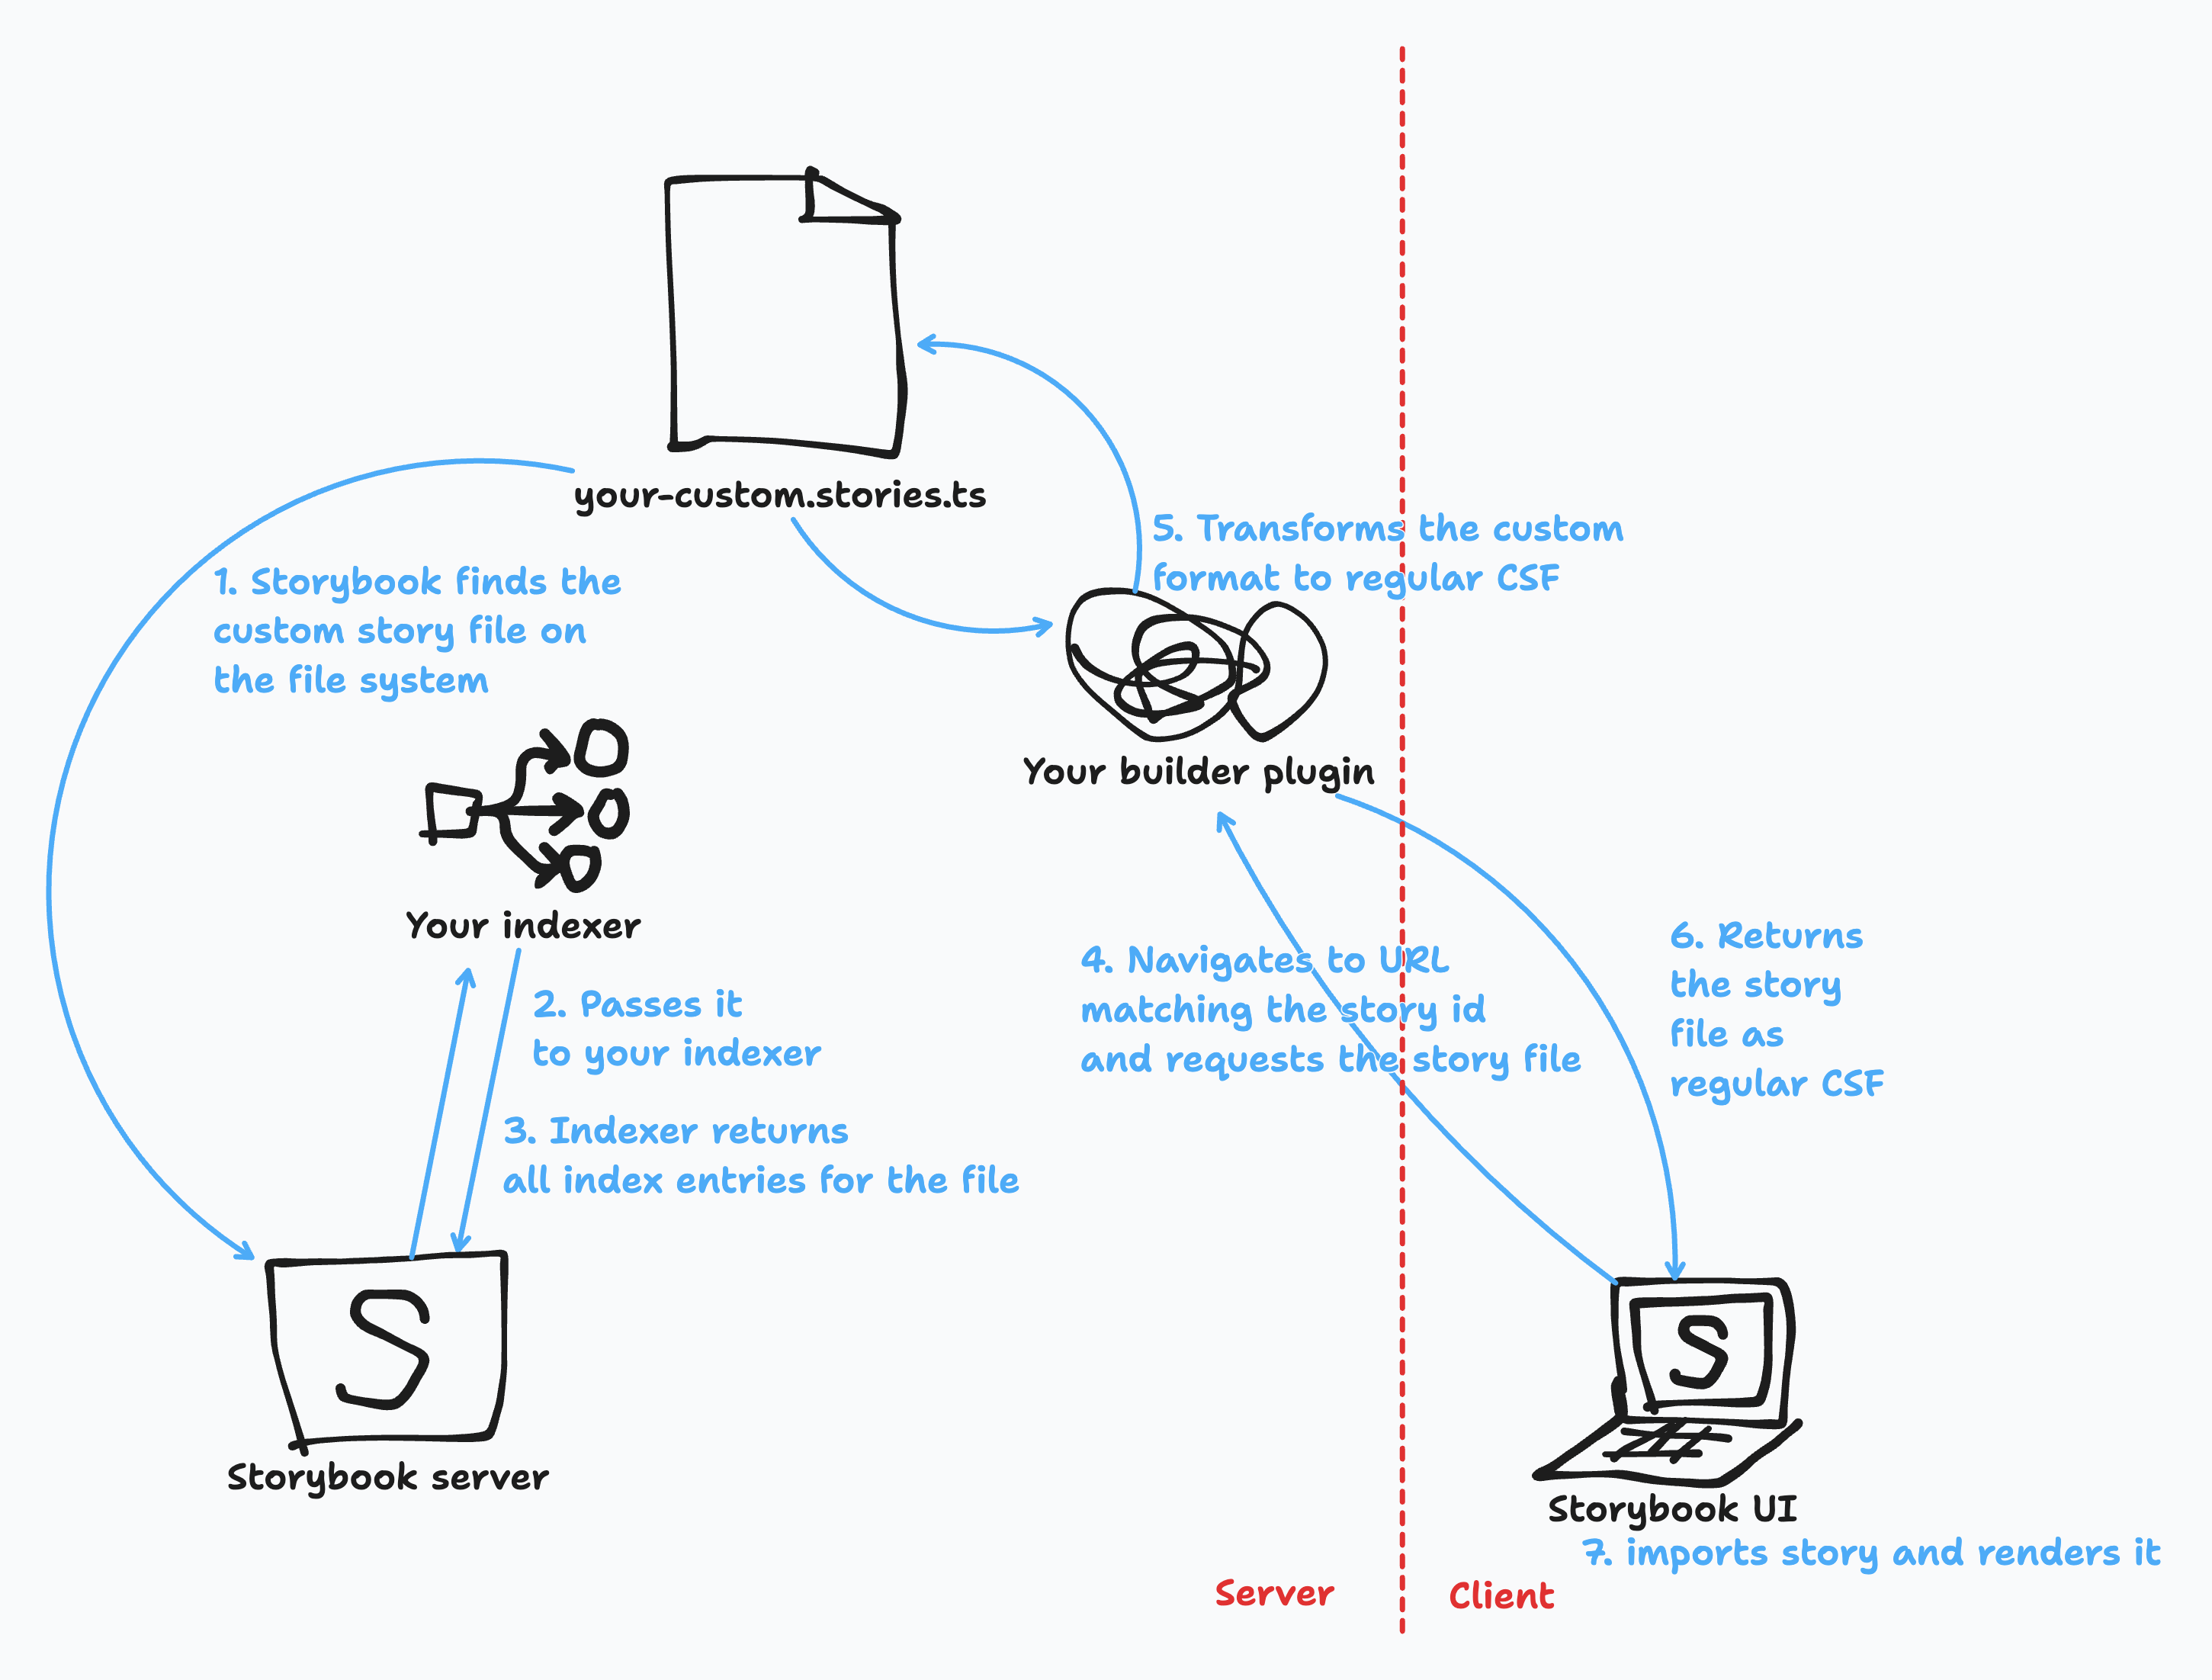 your-custom.stories.ts
1. Storybook finds the
custom story file on
the file system
5. Transforms the custom
format to regular CSF
Your builder plugin
Your indexer
2. Passes it
to your indexer
3. Indexer returns
all index entries for the file
4. Navigates to URL
matching the story id
and requests the story file
6. Returns
the story
file as
regular CSF
S
Storybook server
S
Storybook UI
7. imports story and renders it
Server
Client